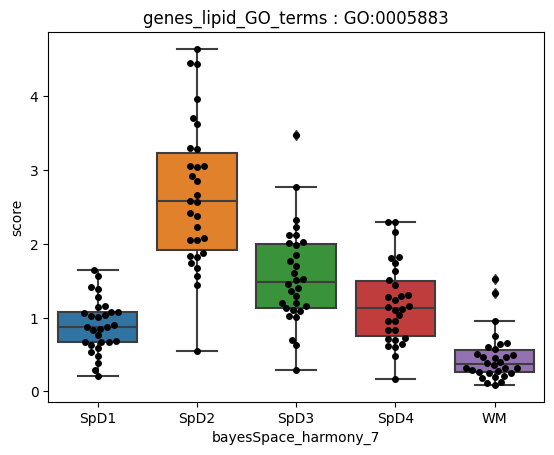 genes_lipid_GO_terms : GO:0005883
score
4
3
2
1
0
SpD1 SpD2 SpD3 SpD4 WM
bayesSpace_harmony_7